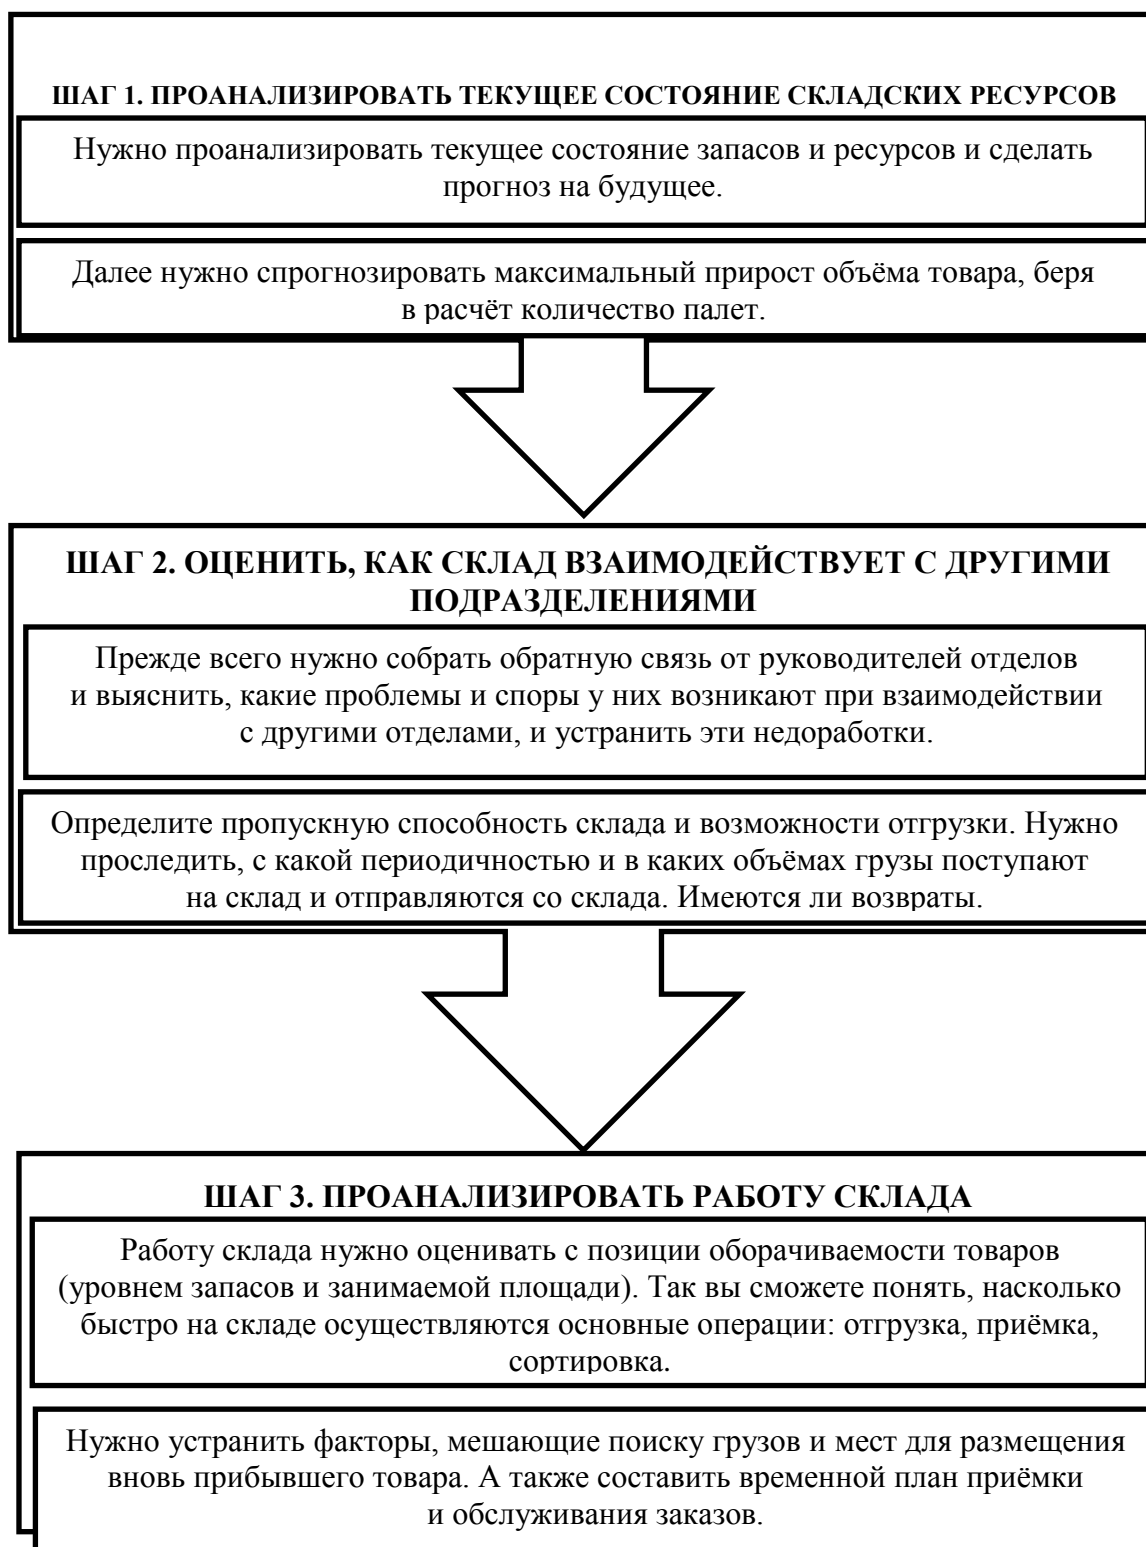 ШАГ 1. ПРОАНАЛИЗИРОВАТЬ ТЕКУЩЕЕ СОСТОЯНИЕ СКЛАДСКИХ РЕСУРСОВ
Нужно проанализировать текущее состояние запасов и ресурсов и сделать
прогноз на будущее.
Далее нужно спрогнозировать максимальный прирост объёма товара, беря
в расчёт количество палет.
ШАГ 2. ОЦЕНИТЬ, КАК СКЛАД ВЗАИМОДЕЙСТВУЕТ С ДРУГИМИ
ПОДРАЗДЕЛЕНИЯМИ
Прежде всего нужно собрать обратную связь от руководителей отделов
и выяснить, какие проблемы и споры у них возникают при взаимодействии
с другими отделами, и устранить эти недоработки.
Определите пропускную способность склада и возможности отгрузки. Нужно
проследить, с какой периодичностью и в каких объёмах грузы поступают
на склад и отправляются со склада. Имеются ли возвраты.
ШАГ 3. ПРОАНАЛИЗИРОВАТЬ РАБОТУ СКЛАДА
Работу склада нужно оценивать с позиции оборачиваемости товаров
(уровнем запасов и занимаемой площади). Так вы сможете понять, насколько
быстро на складе осуществляются основные операции: отгрузка, приёмка,
сортировка.
Нужно устранить факторы, мешающие поиску грузов и мест для размещения
вновь прибывшего товара. А также составить временной план приёмки
и обслуживания заказов.